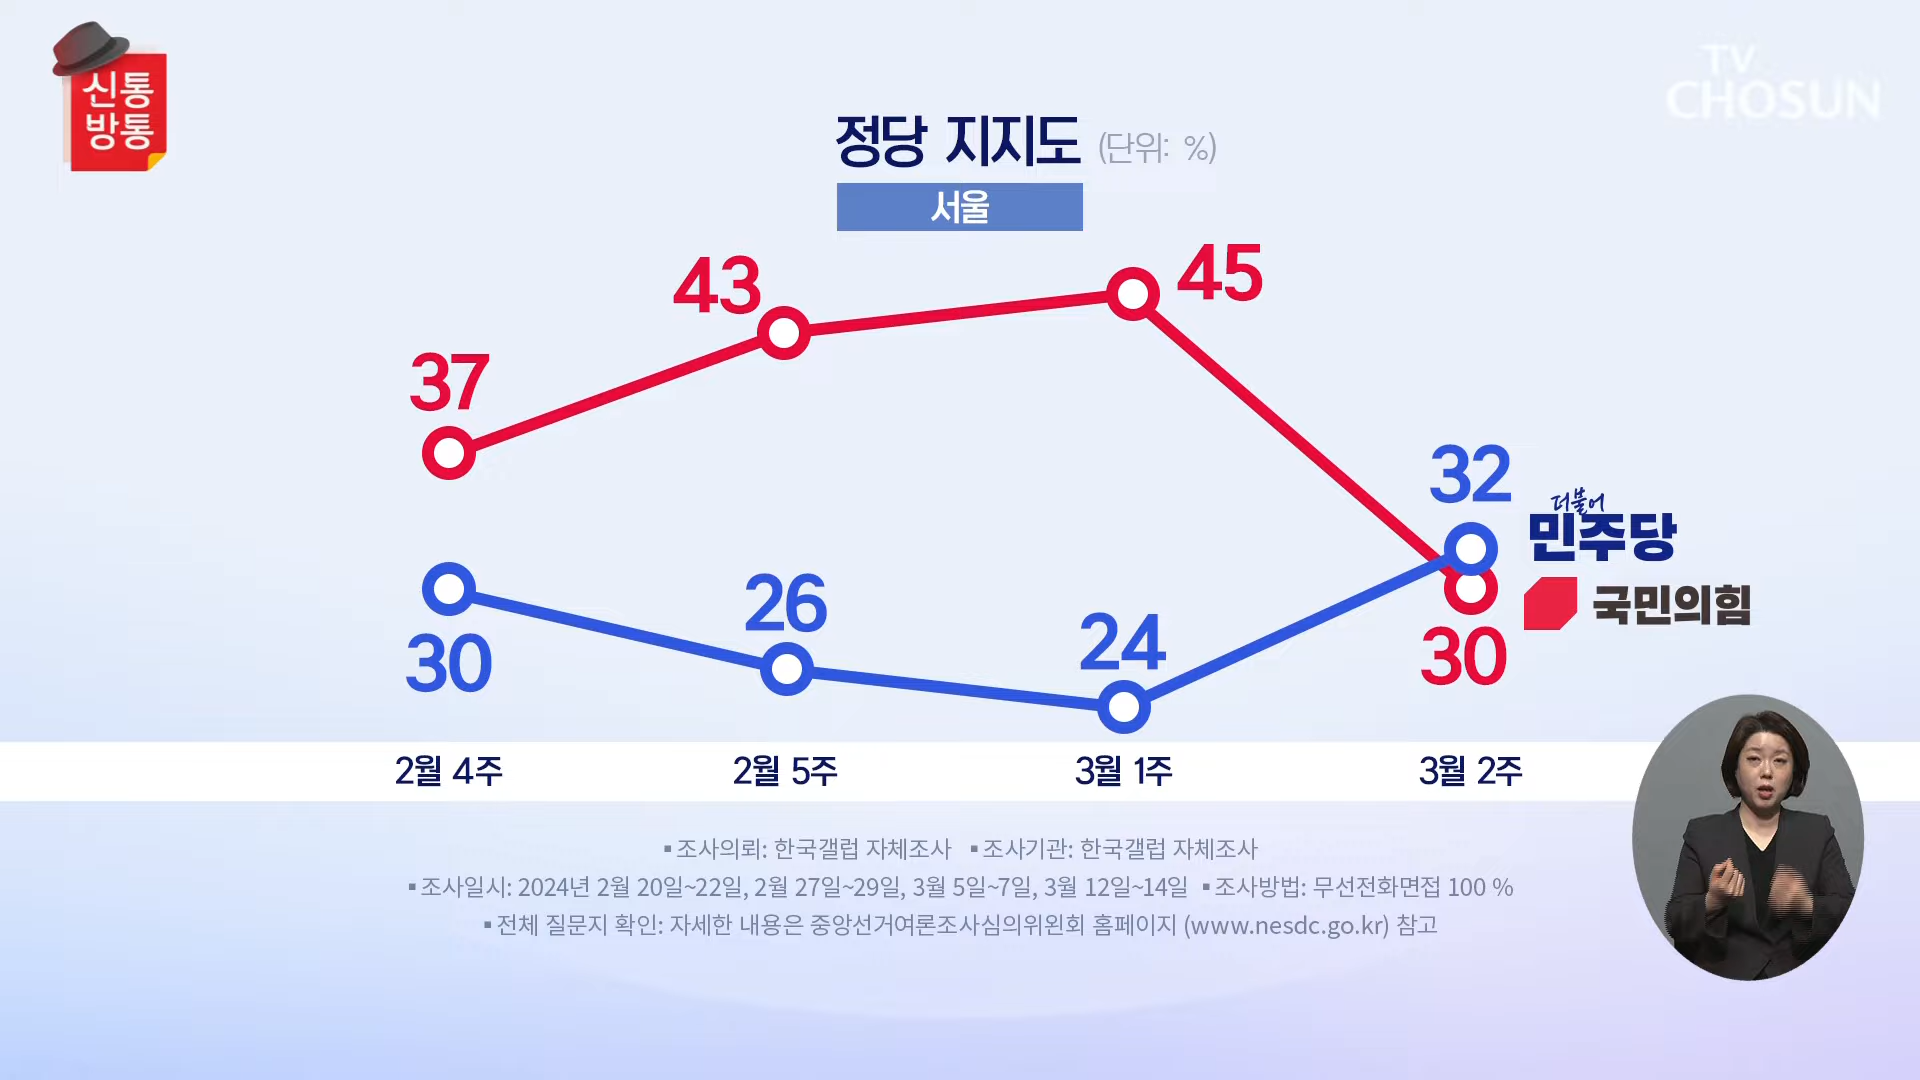 신통
방통
TV
CHOSUN
정당 지지도 (단위: %)
서울
37
43
45
30
26
24
32
30
더불어
민주당
국민의힘
2월 4주
2월 5주
3월 1주
3월 2주
▪조사의뢰: 한국갤럽 자체조사 ▪조사기관: 한국갤럽 자체조사
▪조사일시: 2024년 2월 20일~22일, 2월 27일~29일, 3월 5일~7일, 3월 12일~14일 ▪조사방법: 무선전화면접 100 %
▪전체 질문지 확인: 자세한 내용은 중앙선거여론조사심의위윈회 홈페이지 (www.nesdc.go.kr) 참고